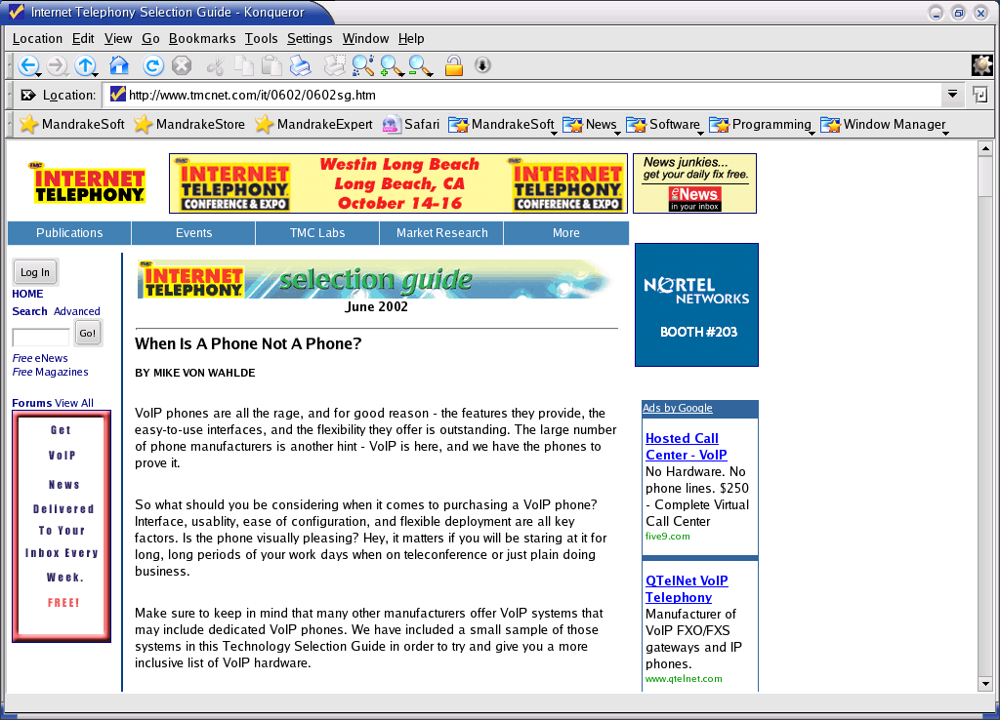 Internet Telephony Selection Guide - Konqueror
Location Edit View Go Bookmarks Tools Settings Window Help
Location: http://www.tmcnet.com/it/0602/0602sg.htm
MandrakeSoft MandrakeStore MandrakeExpert Safari MandrakeSoft News Software Programming Window Manager
TMC
INTERNET
TELEPHONY
TMC
INTERNET
TELEPHONY
CONFERENCE & EXPO
Westin Long Beach
Long Beach, CA
October 14-16
TMC
INTERNET
TELEPHONY
CONFERENCE & EXPO
News junkies...
get your daily fix free.
eNews
in your inbox
Publications Events TMC Labs Market Research More
Log In
HOME
Search Advanced
Go!
Free eNews
Free Magazines
Forums View All
Get
VoIP
News
Delivered
To Your
Inbox Every
Week.
FREE!
TMC
INTERNET
TELEPHONY
selection guide
June 2002
When Is A Phone Not A Phone?
BY MIKE VON WAHLDE
VoIP phones are all the rage, and for good reason - the features they provide, the
easy-to-use interfaces, and the flexibility they offer is outstanding. The large number
of phone manufacturers is another hint - VoIP is here, and we have the phones to
prove it.
So what should you be considering when it comes to purchasing a VoIP phone?
Interface, usablity, ease of configuration, and flexible deployment are all key
factors. Is the phone visually pleasing? Hey, it matters if you will be staring at it for
long, long periods of your work days when on teleconference or just plain doing
business.
Make sure to keep in mind that many other manufacturers offer VoIP systems that
may include dedicated VoIP phones. We have included a small sample of those
systems in this Technology Selection Guide in order to try and give you a more
inclusive list of VoIP hardware.
NORTEL
NETWORKS
BOOTH #203
Ads by Google
Hosted Call
Center - VoIP
No Hardware. No
phone lines. $250
- Complete Virtual
Call Center
five9.com
QTelNet VoIP
Telephony
Manufacturer of
VoIP FXO/FXS
gateways and IP
phones.
www.qtelnet.com